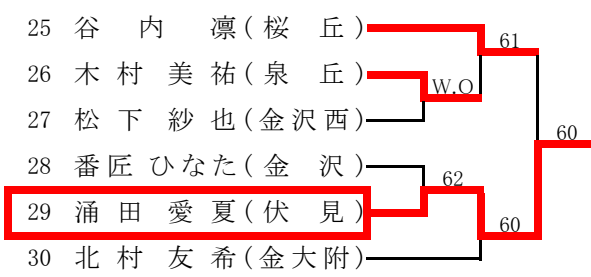 25 谷内 凛(桜丘)
61
26 木村美祐(泉丘)
W.O
27 松下紗也(金沢西)
60
28 番匠ひなた(金沢)
62
29 涌田愛夏(伏見)
60
30 北村友希(金大附)